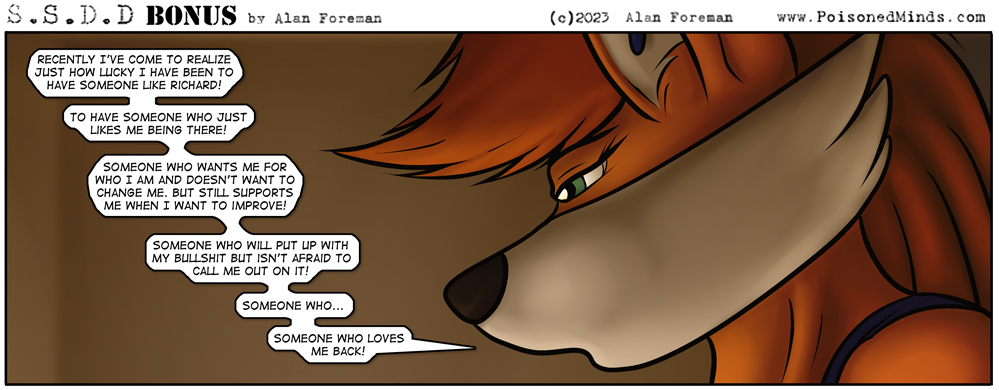 S.S.D.D BONUS by Alan Foreman (c)2023 Alan Foreman www.PoisonedMinds.com
RECENTLY I'VE COME TO REALIZE
JUST HOW LUCKY I HAVE BEEN TO
HAVE SOMEONE LIKE RICHARD!
TO HAVE SOMEONE WHO JUST
LIKES ME BEING THERE!
SOMEONE WHO WANTS ME FOR
WHO I AM AND DOESN'T WANT TO
CHANGE ME. BUT STILL SUPPORTS
ME WHEN I WANT TO IMPROVE!
SOMEONE WHO WILL PUT UP WITH
MY BULLSHIT BUT ISN'T AFRAID TO
CALL ME OUT ON IT!
SOMEONE WHO...
SOMEONE WHO LOVES
ME BACK!